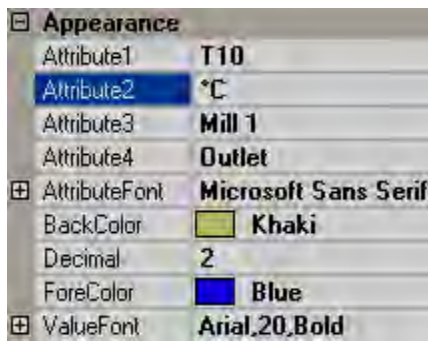 Appearance
Attribute1 T10
Attribute2 °C
Attribute3 Mill 1
Attribute4 Outlet
AttributeFont Microsoft Sans Serif
BackColor Khaki
Decimal 2
ForeColor Blue
ValueFont Arial,20,Bold